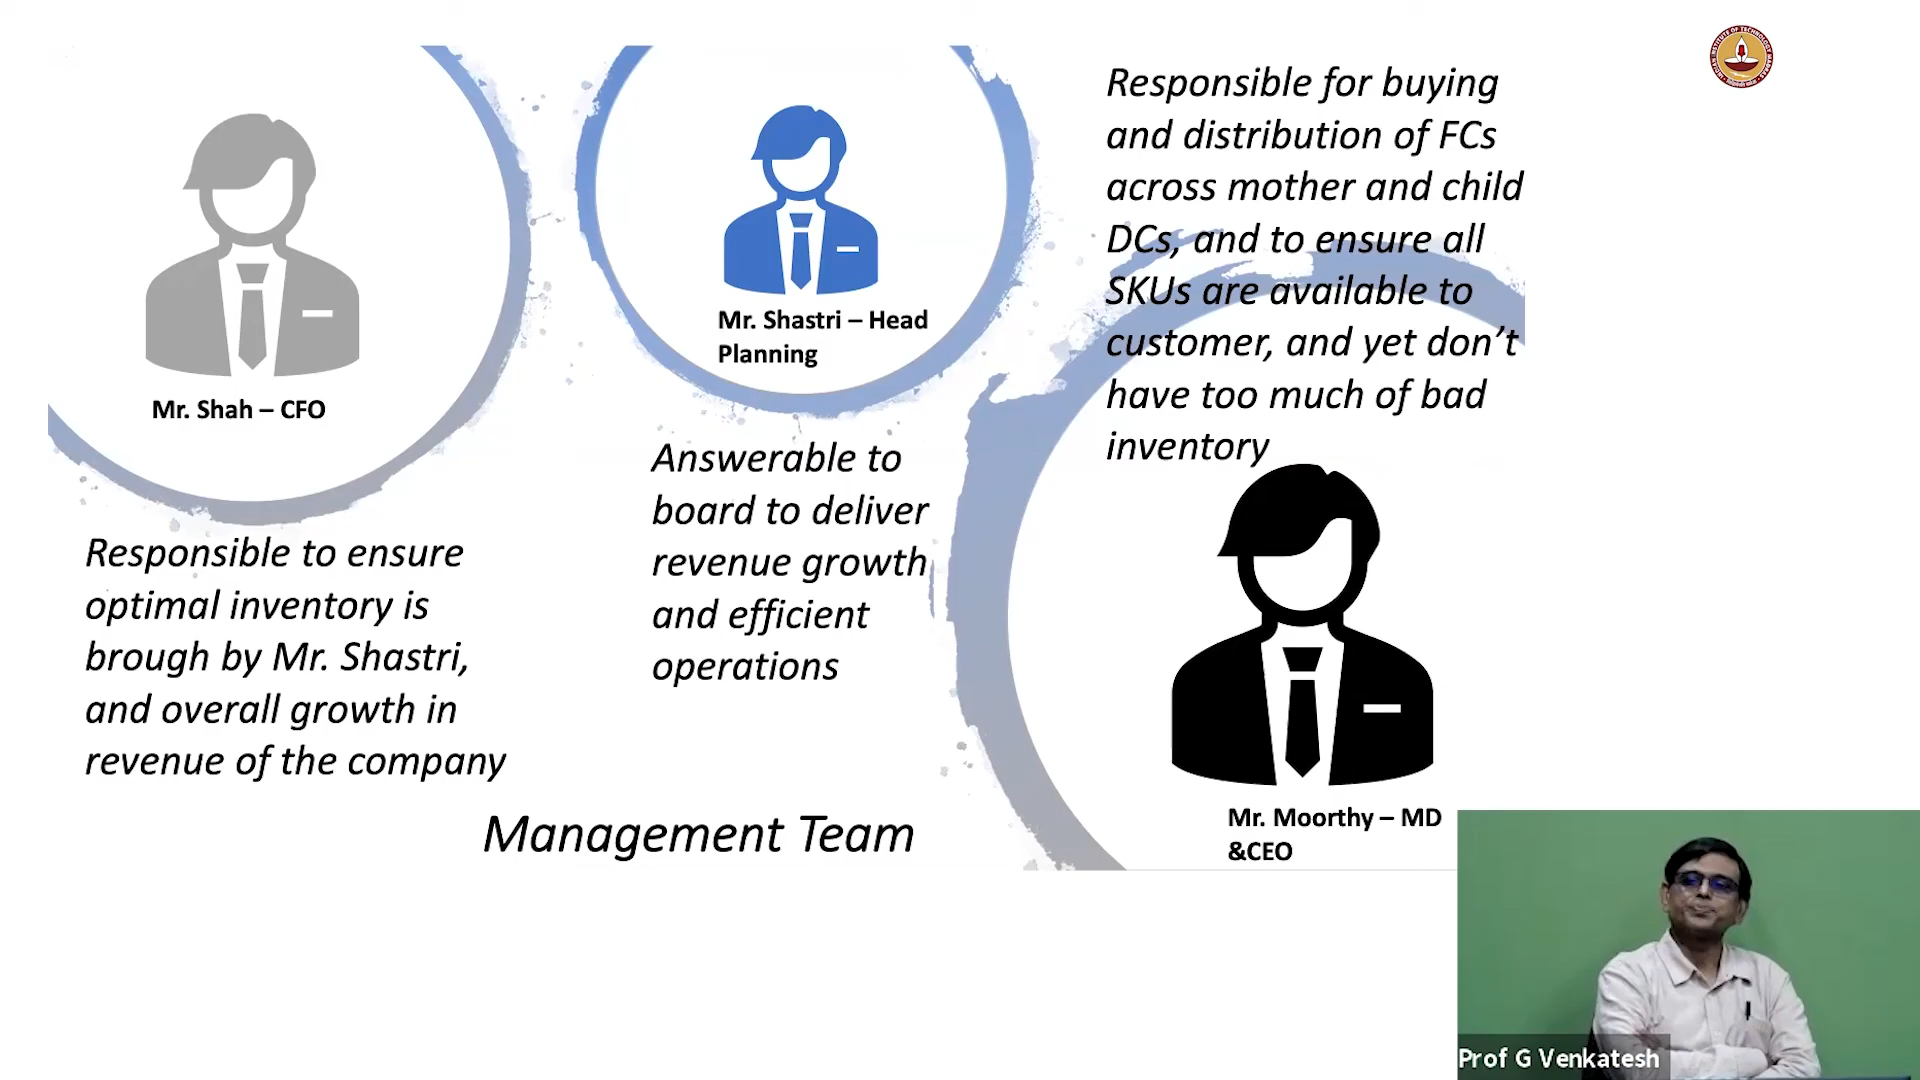 Mr. Shah – CFO
Responsible to ensure
optimal inventory is
brough by Mr. Shastri,
and overall growth in
revenue of the company
Mr. Shastri – Head
Planning
Answerable to
board to deliver
revenue growth
and efficient
operations
Responsible for buying
and distribution of FCs
across mother and child
DCs, and to ensure all
SKUs are available to
customer, and yet don’t
have too much of bad
inventory
Mr. Moorthy – MD
&CEO
Management Team
Prof G Venkatesh